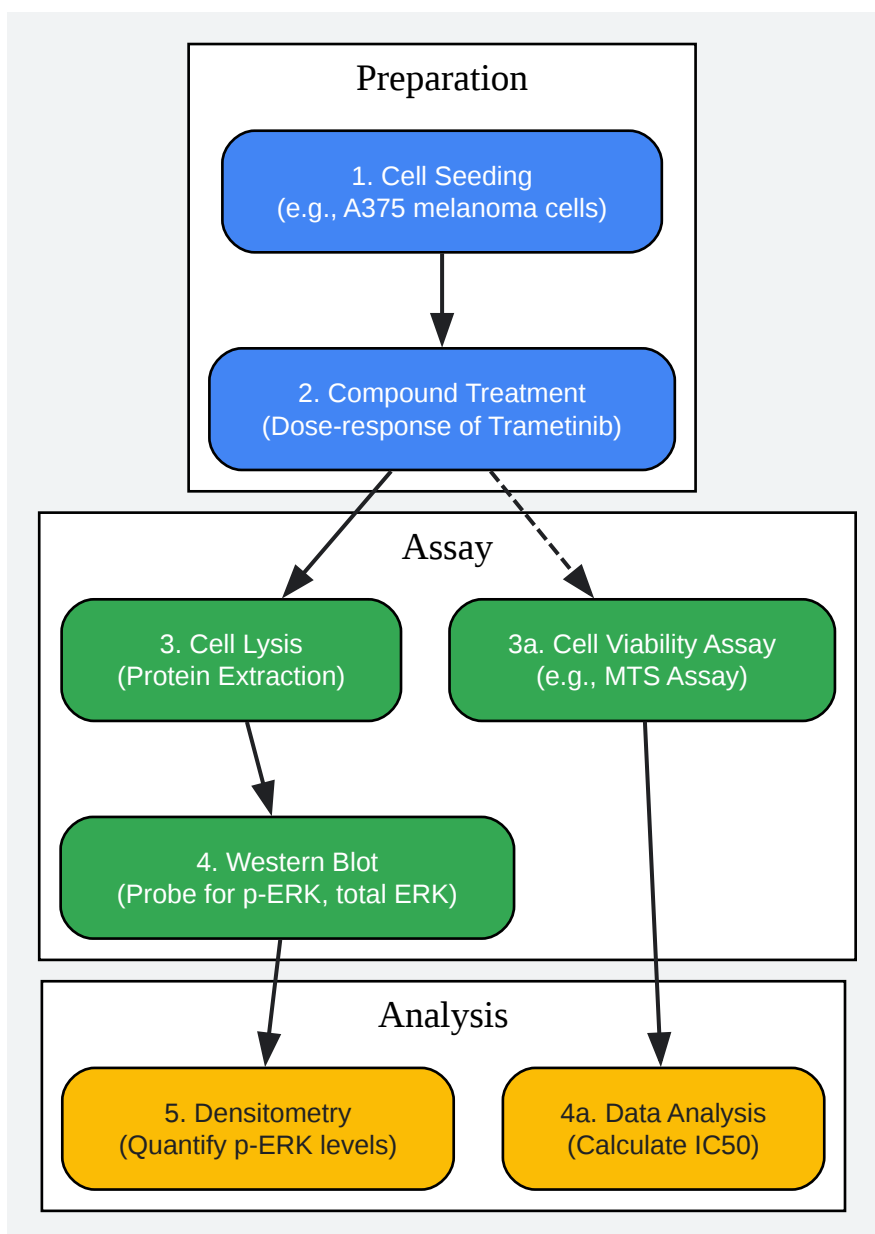 Preparation
1. Cell Seeding
(e.g., A375 melanoma cells)
2. Compound Treatment
(Dose-response of Trametinib)
Assay
3. Cell Lysis
(Protein Extraction)
3a. Cell Viability Assay
(e.g., MTS Assay)
4. Western Blot
(Probe for p-ERK, total ERK)
Analysis
5. Densitometry
(Quantify p-ERK levels)
4a. Data Analysis
(Calculate IC50)